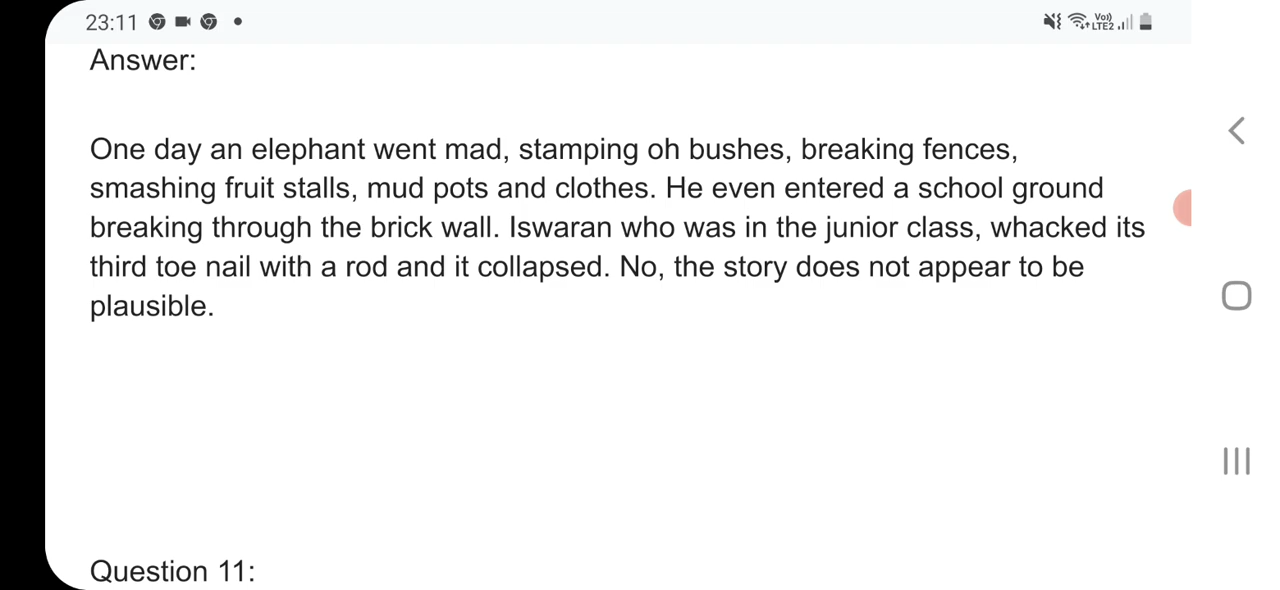 23:11
Vo))
LTE2
Answer:
One day an elephant went mad, stamping oh bushes, breaking fences,
smashing fruit stalls, mud pots and clothes. He even entered a school ground
breaking through the brick wall. Iswaran who was in the junior class, whacked its
third toe nail with a rod and it collapsed. No, the story does not appear to be
plausible.
Question 11: